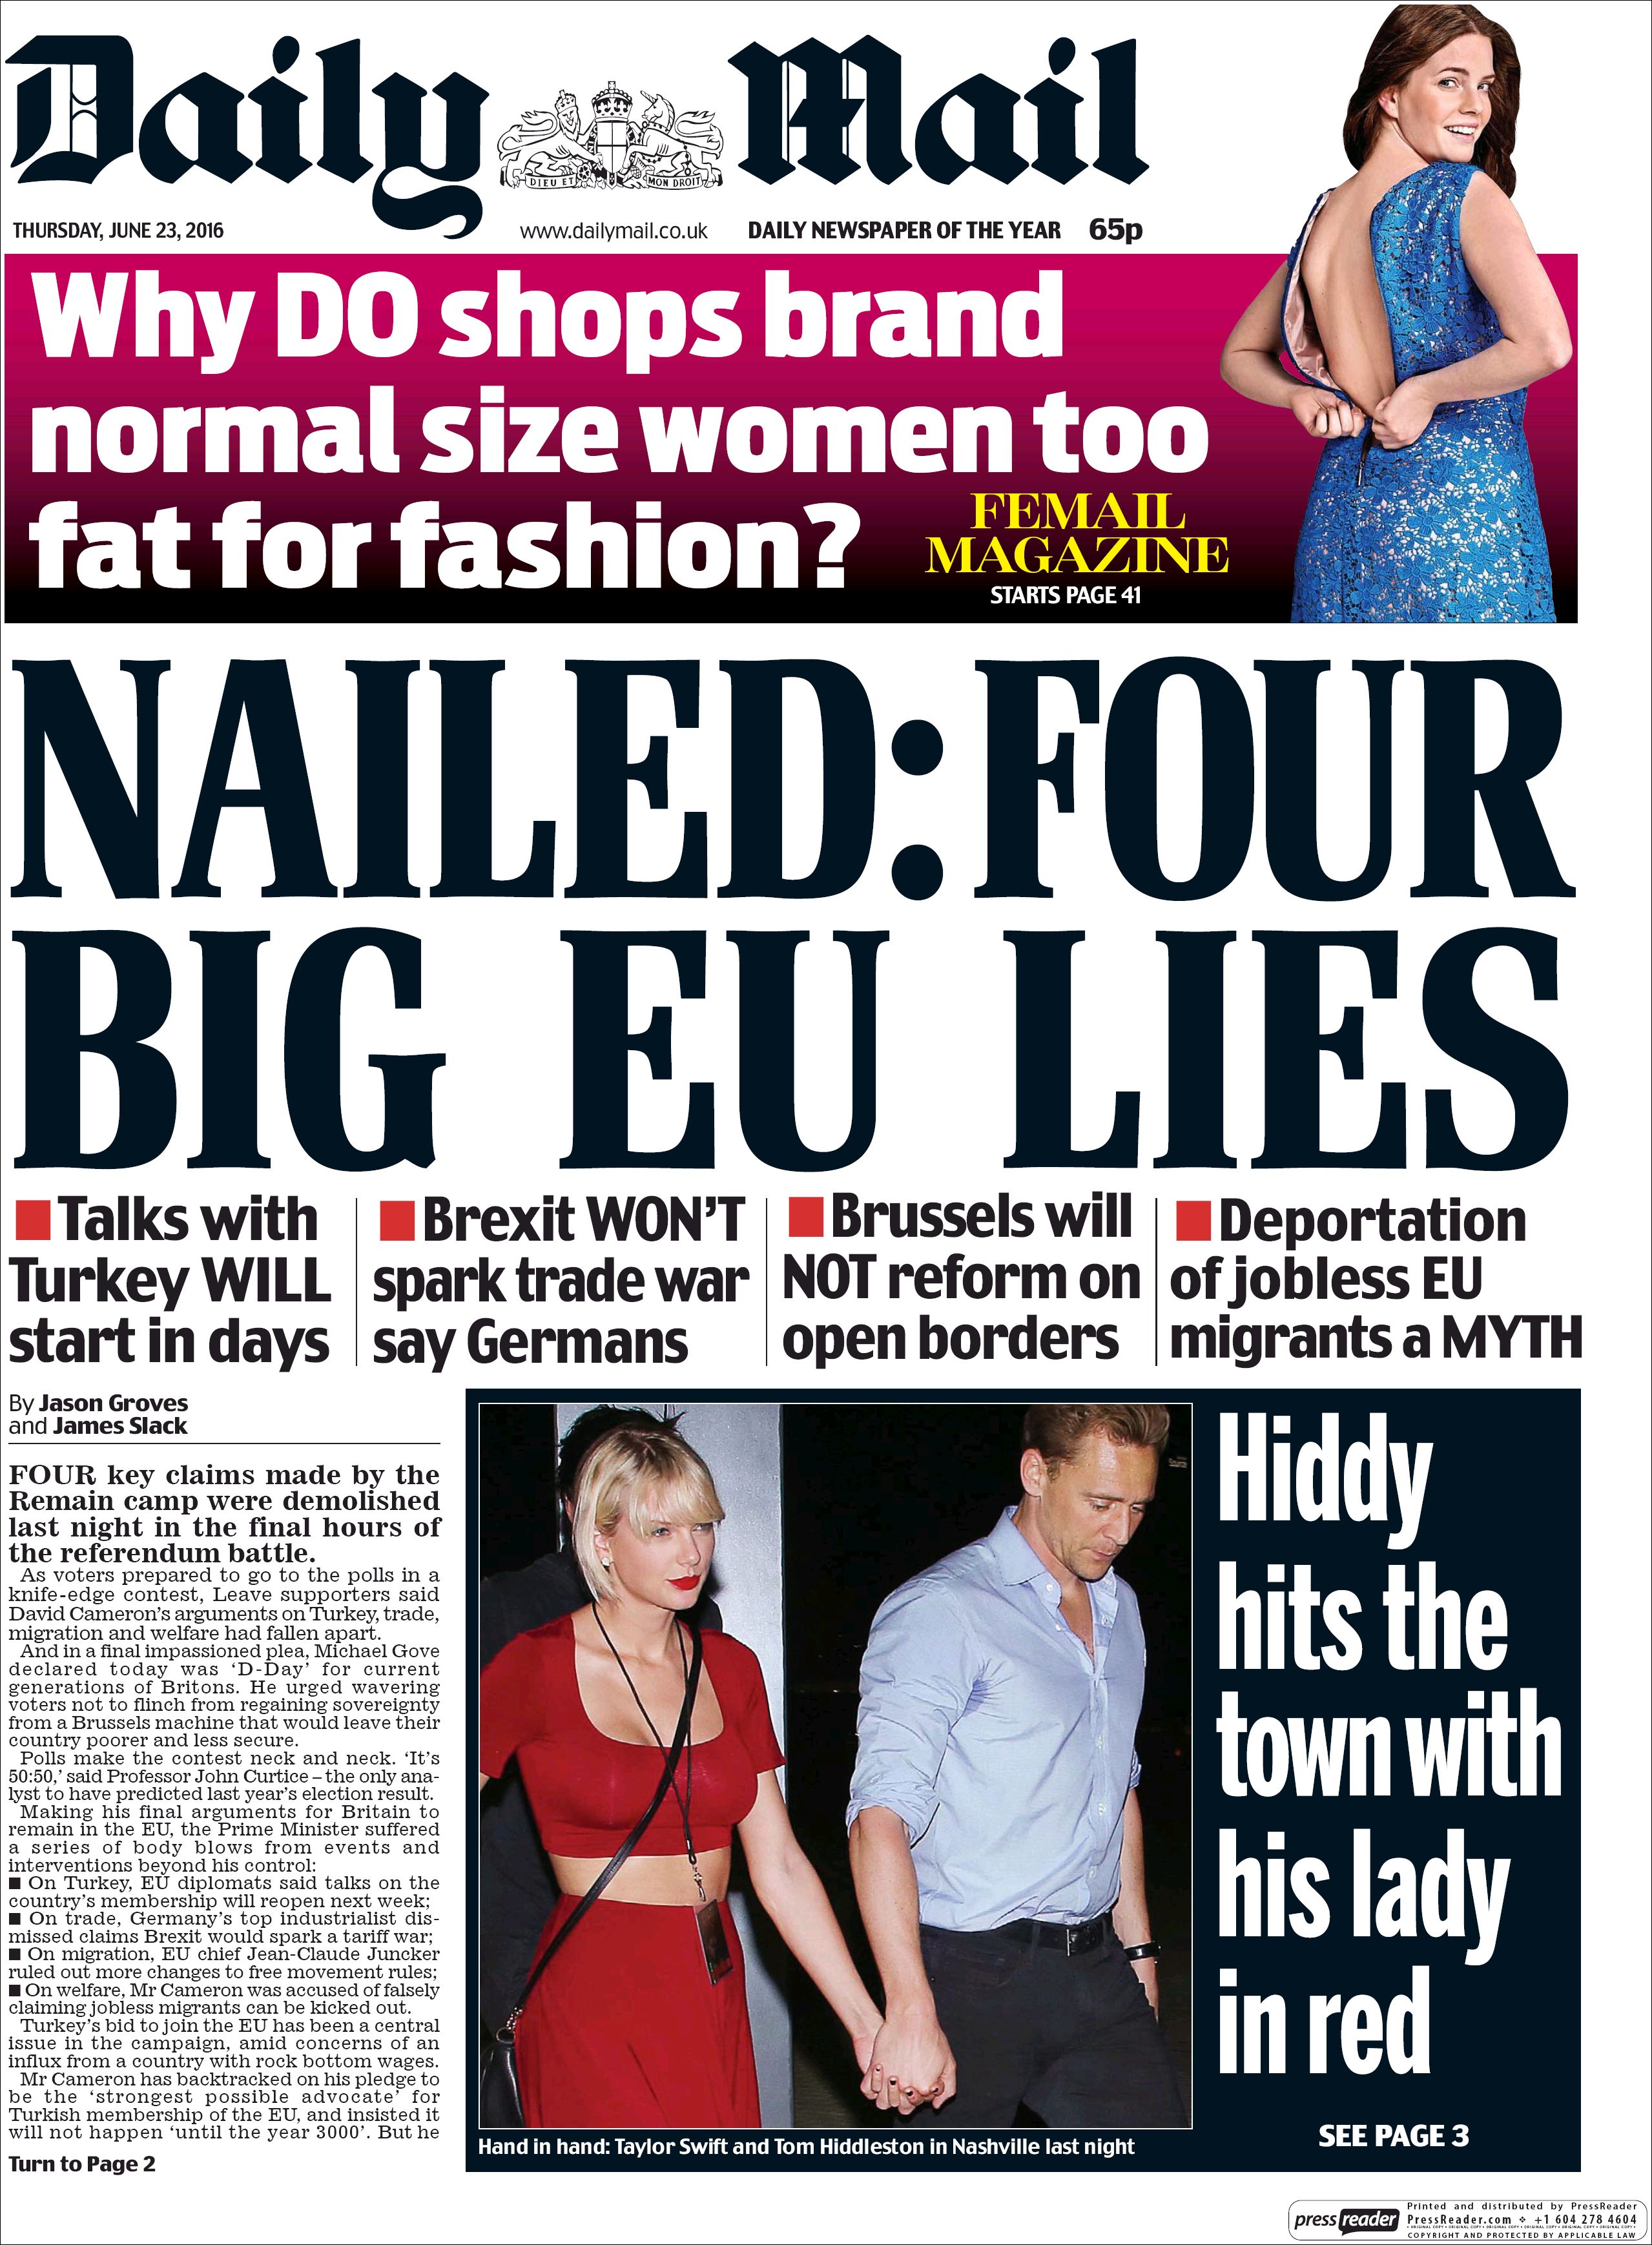 Daily Mail
DIEU ET MON DROIT
THURSDAY, JUNE 23, 2016
www.dailymail.co.uk
DAILY NEWSPAPER OF THE YEAR
65p
Why DO shops brand
normal size women too
fat for fashion?
FEMAIL
MAGAZINE
STARTS PAGE 41
NAILED: FOUR
BIG EU LIES
■ Talks with
Turkey WILL
start in days
■ Brexit WON'T
spark trade war
say Germans
■ Brussels will
NOT reform on
open borders
■ Deportation
of jobless EU
migrants a MYTH
By Jason Groves
and James Slack
FOUR key claims made by the
Remain camp were demolished
last night in the final hours of
the referendum battle.
As voters prepared to go to the polls in a
knife-edge contest, Leave supporters said
David Cameron's arguments on Turkey, trade,
migration and welfare had fallen apart.
And in a final impassioned plea, Michael Gove
declared today was 'D-Day' for current
generations of Britons. He urged wavering
voters not to flinch from regaining sovereignty
from a Brussels machine that would leave their
country poorer and less secure.
Polls make the contest neck and neck. 'It's
50:50,' said Professor John Curtice – the only ana-
lyst to have predicted last year's election result.
Making his final arguments for Britain to
remain in the EU, the Prime Minister suffered
a series of body blows from events and
interventions beyond his control:
■ On Turkey, EU diplomats said talks on the
country's membership will reopen next week;
■ On trade, Germany's top industrialist dis-
missed claims Brexit would spark a tariff war;
■ On migration, EU chief Jean-Claude Juncker
ruled out more changes to free movement rules;
■ On welfare, Mr Cameron was accused of falsely
claiming jobless migrants can be kicked out.
Turkey's bid to join the EU has been a central
issue in the campaign, amid concerns of an
influx from a country with rock bottom wages.
Mr Cameron has backtracked on his pledge to
be the 'strongest possible advocate' for
Turkish membership of the EU, and insisted it
will not happen 'until the year 3000'. But he
Turn to Page 2
Hiddy
hits the
town with
his lady
in red
SEE PAGE 3
Hand in hand: Taylor Swift and Tom Hiddleston in Nashville last night
pressreader
Printed and distributed by PressReader
PressReader.com ❖ +1 604 278 4604
COPYRIGHT AND PROTECTED BY APPLICABLE LAW